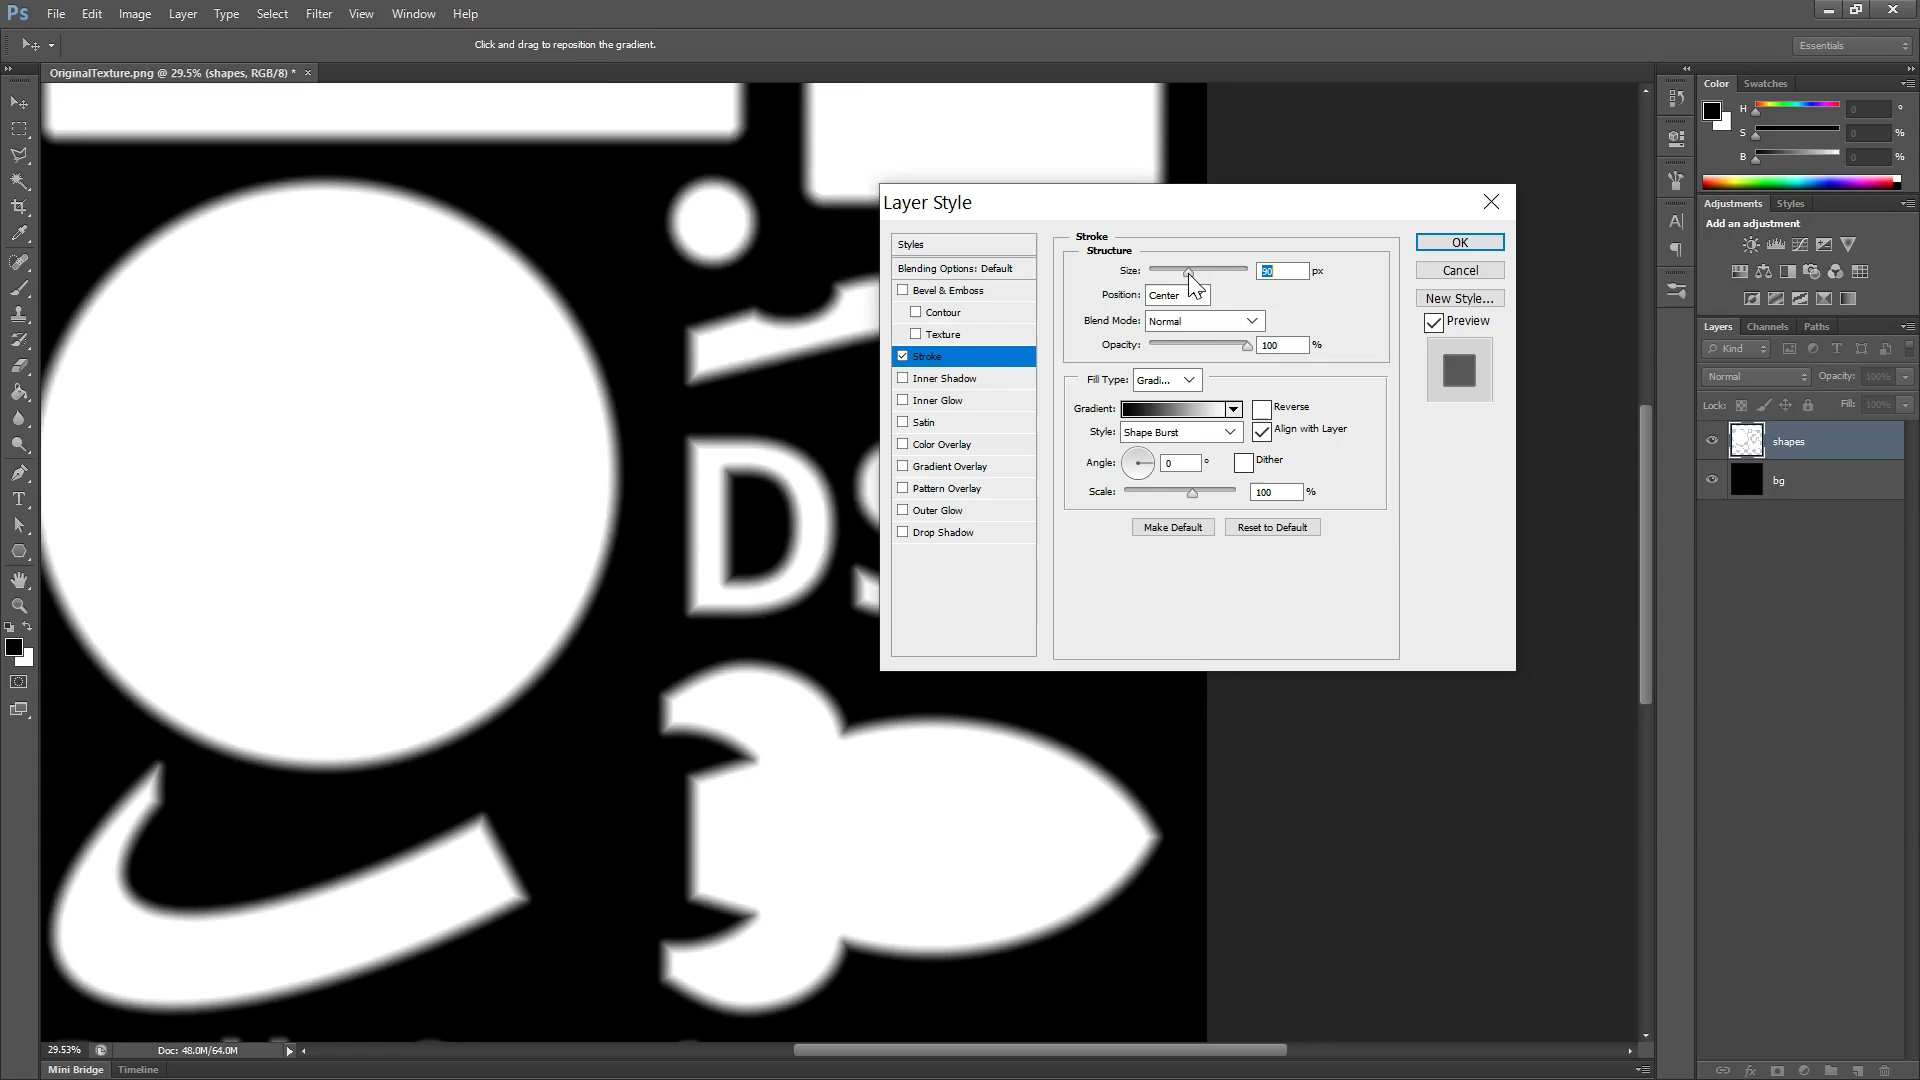 Ps File Edit Image Layer Type Select Filter View Window Help
Click and drag to reposition the gradient.
Essentials
OriginalTexture.png @ 29.5% (shapes, RGB/8) * ×
Color Swatches
H 0 °
S 0 %
B 0 %
Adjustments Styles
Add an adjustment
Layers Channels Paths
Kind
Normal Opacity: 100%
Lock: Fill: 100%
shapes
bg
Layer Style
Styles
Blending Options: Default
Bevel & Emboss
Contour
Texture
Stroke
Inner Shadow
Inner Glow
Satin
Color Overlay
Gradient Overlay
Pattern Overlay
Outer Glow
Drop Shadow
Stroke
Structure
Size: 90 px
Position: Center
Blend Mode: Normal
Opacity: 100 %
Fill Type: Gradi...
Gradient: Reverse
Style: Shape Burst Align with Layer
Angle: 0 ° Dither
Scale: 100 %
Make Default Reset to Default
OK
Cancel
New Style...
Preview
D
29.53% Doc: 48.0M/64.0M
Mini Bridge Timeline